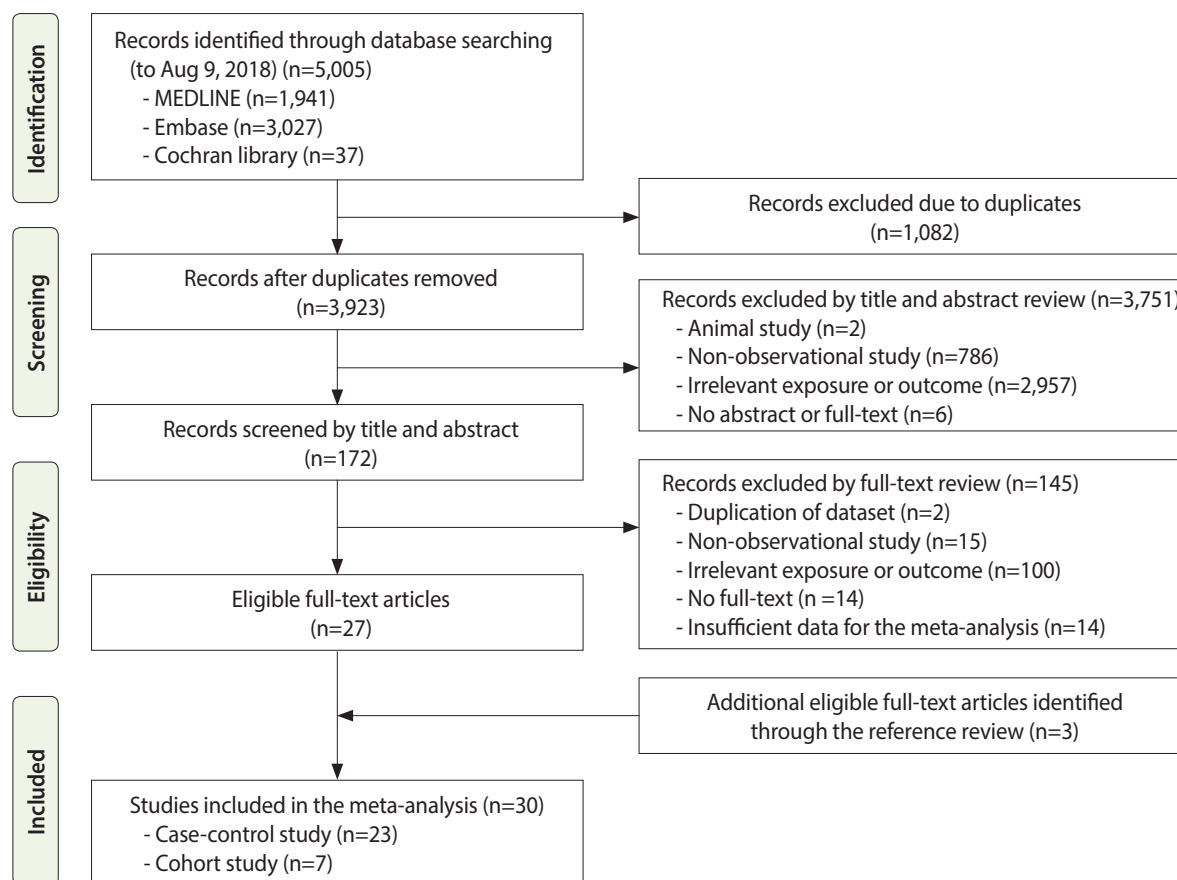 Identification
Records identified through database searching
(to Aug 9, 2018) (n=5,005)
- MEDLINE (n=1,941)
- Embase (n=3,027)
- Cochran library (n=37)
Records excluded due to duplicates
(n=1,082)
Screening
Records after duplicates removed
(n=3,923)
Records excluded by title and abstract review (n=3,751)
- Animal study (n=2)
- Non-observational study (n=786)
- Irrelevant exposure or outcome (n=2,957)
- No abstract or full-text (n=6)
Records screened by title and abstract
(n=172)
Eligibility
Records excluded by full-text review (n=145)
- Duplication of dataset (n=2)
- Non-observational study (n=15)
- Irrelevant exposure or outcome (n=100)
- No full-text (n =14)
- Insufficient data for the meta-analysis (n=14)
Eligible full-text articles
(n=27)
Additional eligible full-text articles identified
through the reference review (n=3)
Included
Studies included in the meta-analysis (n=30)
- Case-control study (n=23)
- Cohort study (n=7)